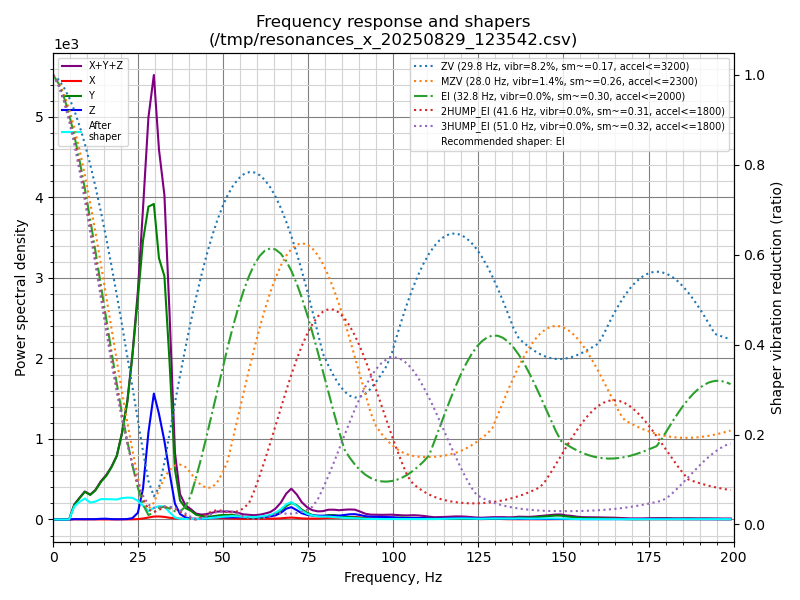 Frequency response and shapers
(/tmp/resonances_x_20250829_123542.csv)
1e3
X+Y+Z
X
Y
Z
After
shaper
ZV (29.8 Hz, vibr=8.2%, sm~=0.17, accel<=3200)
MZV (28.0 Hz, vibr=1.4%, sm~=0.26, accel<=2300)
EI (32.8 Hz, vibr=0.0%, sm~=0.30, accel<=2000)
2HUMP_EI (41.6 Hz, vibr=0.0%, sm~=0.31, accel<=1800)
3HUMP_EI (51.0 Hz, vibr=0.0%, sm~=0.32, accel<=1800)
Recommended shaper: EI
Power spectral density
5
4
3
2
1
0
1.0
0.8
0.6
0.4
0.2
0.0
Shaper vibration reduction (ratio)
0 25 50 75 100 125 150 175 200
Frequency, Hz